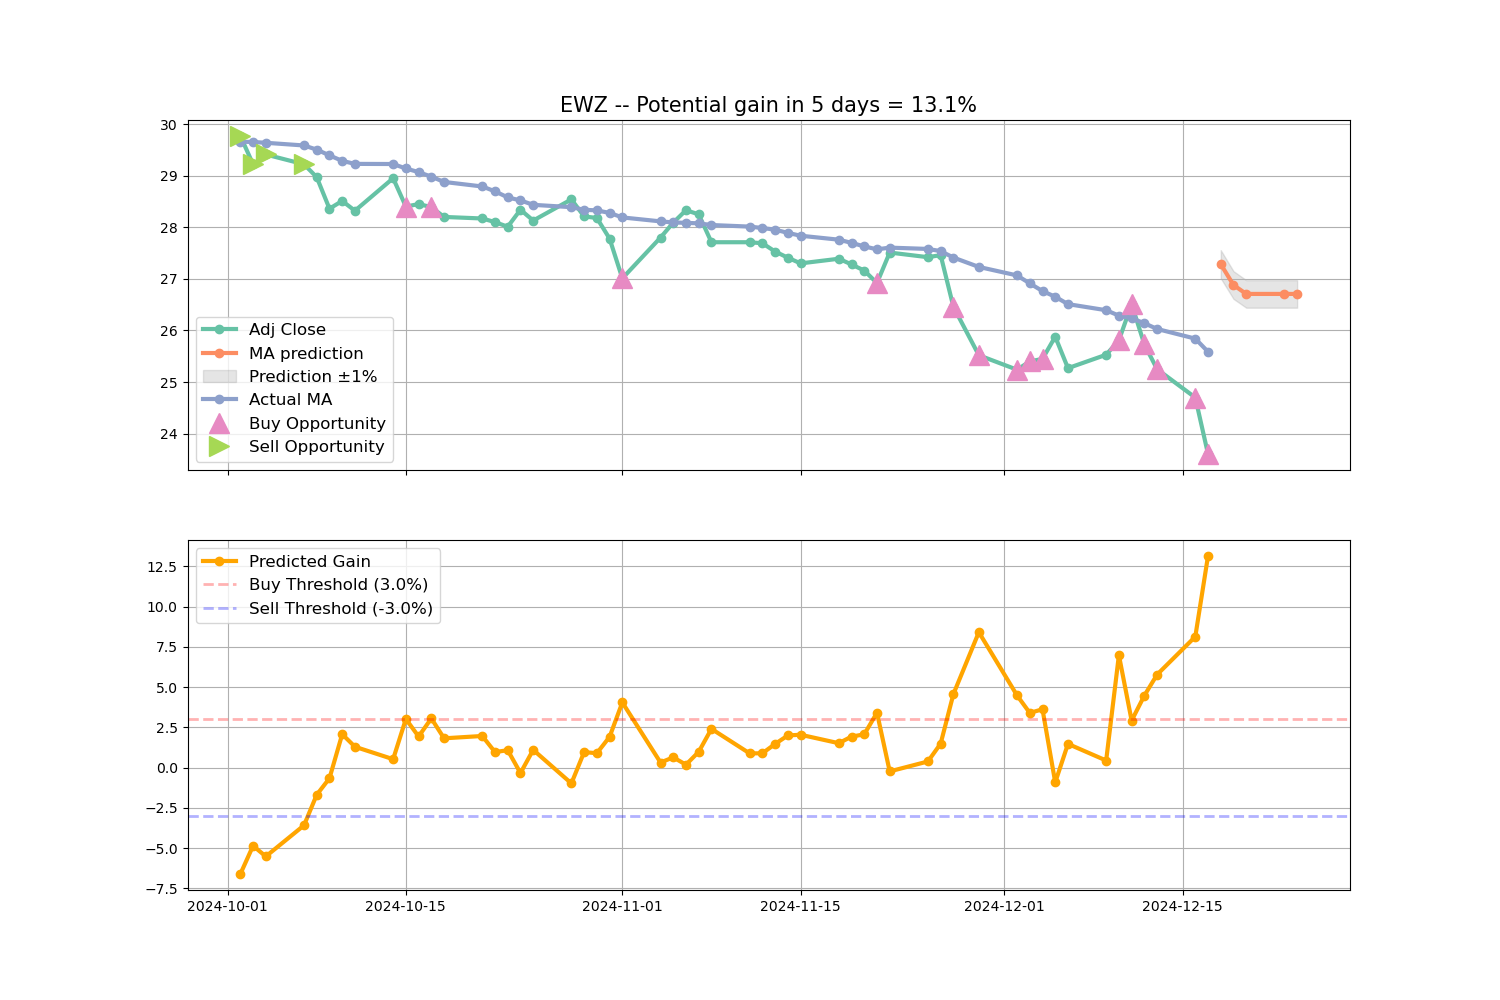 EWZ -- Potential gain in 5 days = 13.1%
30
29
28
27
26
25
24
Adj Close
MA prediction
Prediction ±1%
Actual MA
Buy Opportunity
Sell Opportunity
12.5
10.0
7.5
5.0
2.5
0.0
−2.5
−5.0
−7.5
Predicted Gain
Buy Threshold (3.0%)
Sell Threshold (-3.0%)
2024-10-01
2024-10-15
2024-11-01
2024-11-15
2024-12-01
2024-12-15